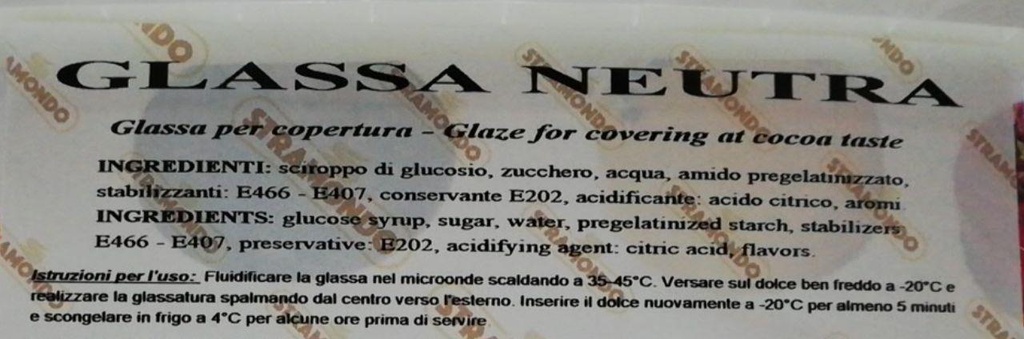 GLASSA NEUTRA
Glassa per copertura - Glaze for covering at cocoa taste
INGREDIENTI: sciroppo di glucosio, zucchero, acqua, amido pregelatinizzato,
stabilizzanti: E466 - E407, conservante E202, acidificante: acido citrico, aromi.
INGREDIENTS: glucose syrup, sugar, water, pregelatinized starch, stabilizers
E466 - E407, preservative: E202, acidifying agent: citric acid, flavors.
Istruzioni per l'uso: Fluidificare la glassa nel microonde scaldando a 35-45°C. Versare sul dolce ben freddo a -20°C e
realizzare la glassatura spalmando dal centro verso l'esterno. Inserire il dolce nuovamente a -20°C per almeno 5 minuti
e scongelare in frigo a 4°C per alcune ore prima di servire.
STRAMONDO